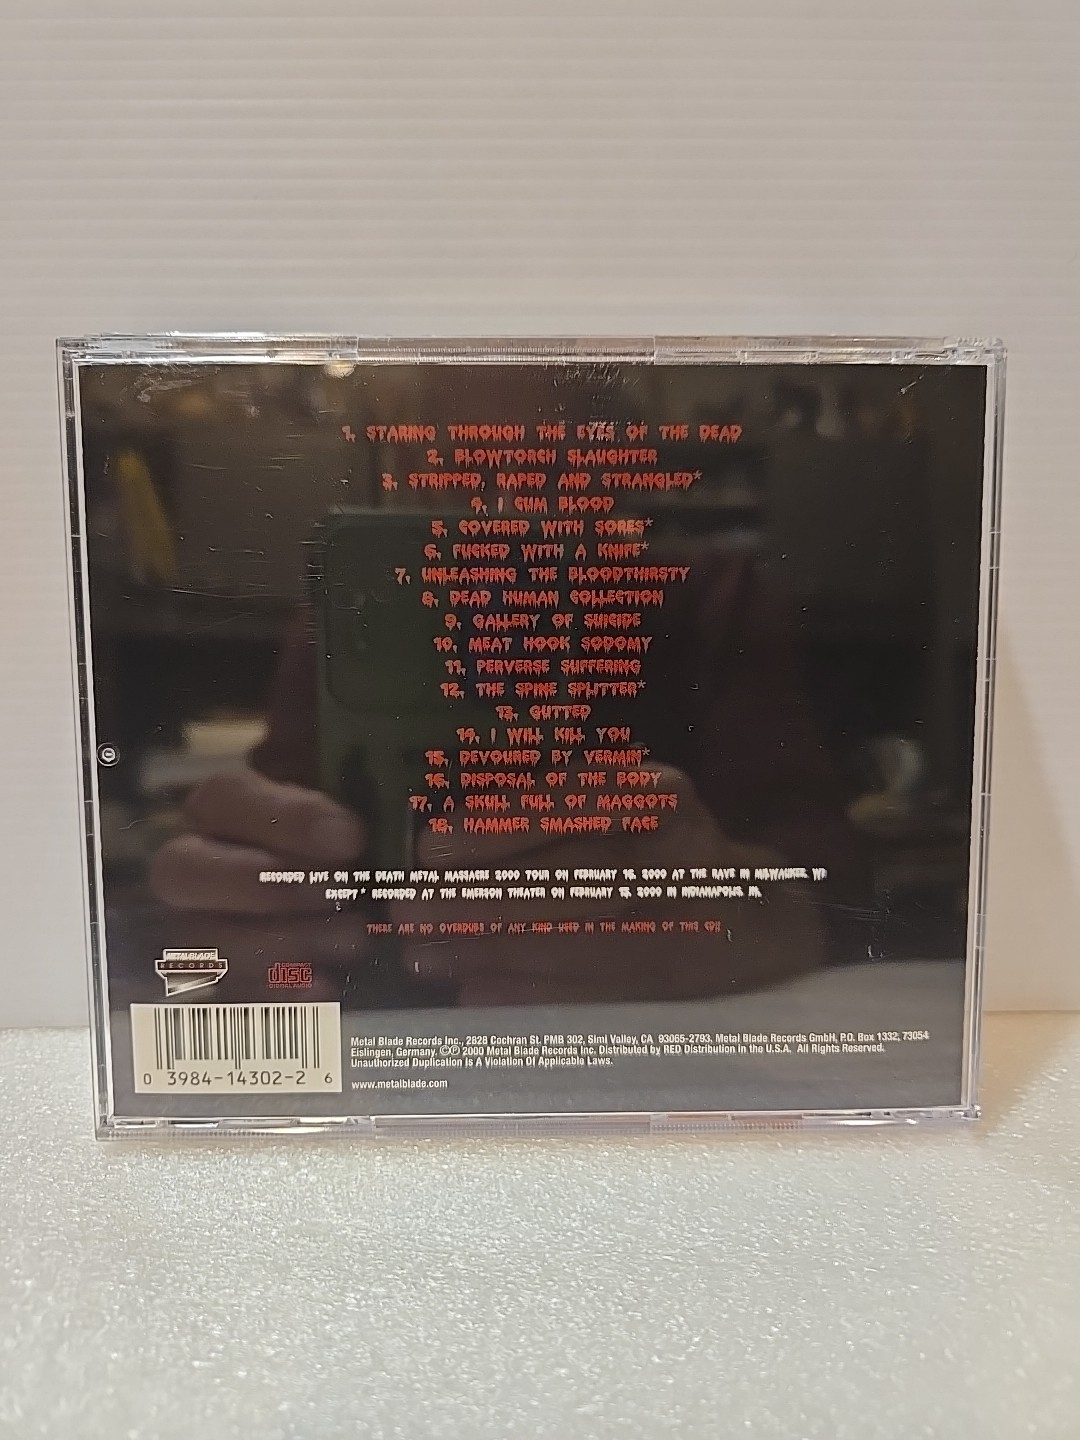 1. STARING THROUGH THE EYES OF THE DEAD
2. BLOWTORCH SLAUGHTER
3. STRIPPED, RAPED AND STRANGLED*
4. I CUM BLOOD
5. COVERED WITH SORES*
6. FUCKED WITH A KNIFE*
7. UNLEASHING THE BLOODTHIRSTY
8. DEAD HUMAN COLLECTION
9. GALLERY OF SUICIDE
10. MEAT HOOK SODOMY
11. PERVERSE SUFFERING
12. THE SPINE SPLITTER*
13. GUTTED
14. I WILL KILL YOU
15. DEVOURED BY VERMIN*
16. DISPOSAL OF THE BODY
17. A SKULL FULL OF MAGGOTS
18. HAMMER SMASHED FACE
RECORDED LIVE ON THE DEATH METAL MASSACRE 2000 TOUR ON FEBRUARY 2000 AT THE RAVE IN MILWAUKEE, WI
EXCEPT * RECORDED AT THE EMERSON THEATER ON FEBRUARY 2000 IN INDIANAPOLIS,
THERE ARE NO OVERDUBS OF ANY KIND USED IN THE MAKING OF THIS CD!!
METAL BLADE
RECORDS
COMPACT
disc
DIGITAL AUDIO
0 3984-14302-2 6
Metal Blade Records Inc., 2828 Cochran St. PMB 302, Simi Valley, CA 93065-2793. Metal Blade Records GmbH, P.O. Box 1332, 73054
Eislingen, Germany. ©℗ 2000 Metal Blade Records Inc. Distributed by RED Distribution in the U.S.A. All Rights Reserved.
Unauthorized Duplication Is A Violation Of Applicable Laws.
www.metalblade.com